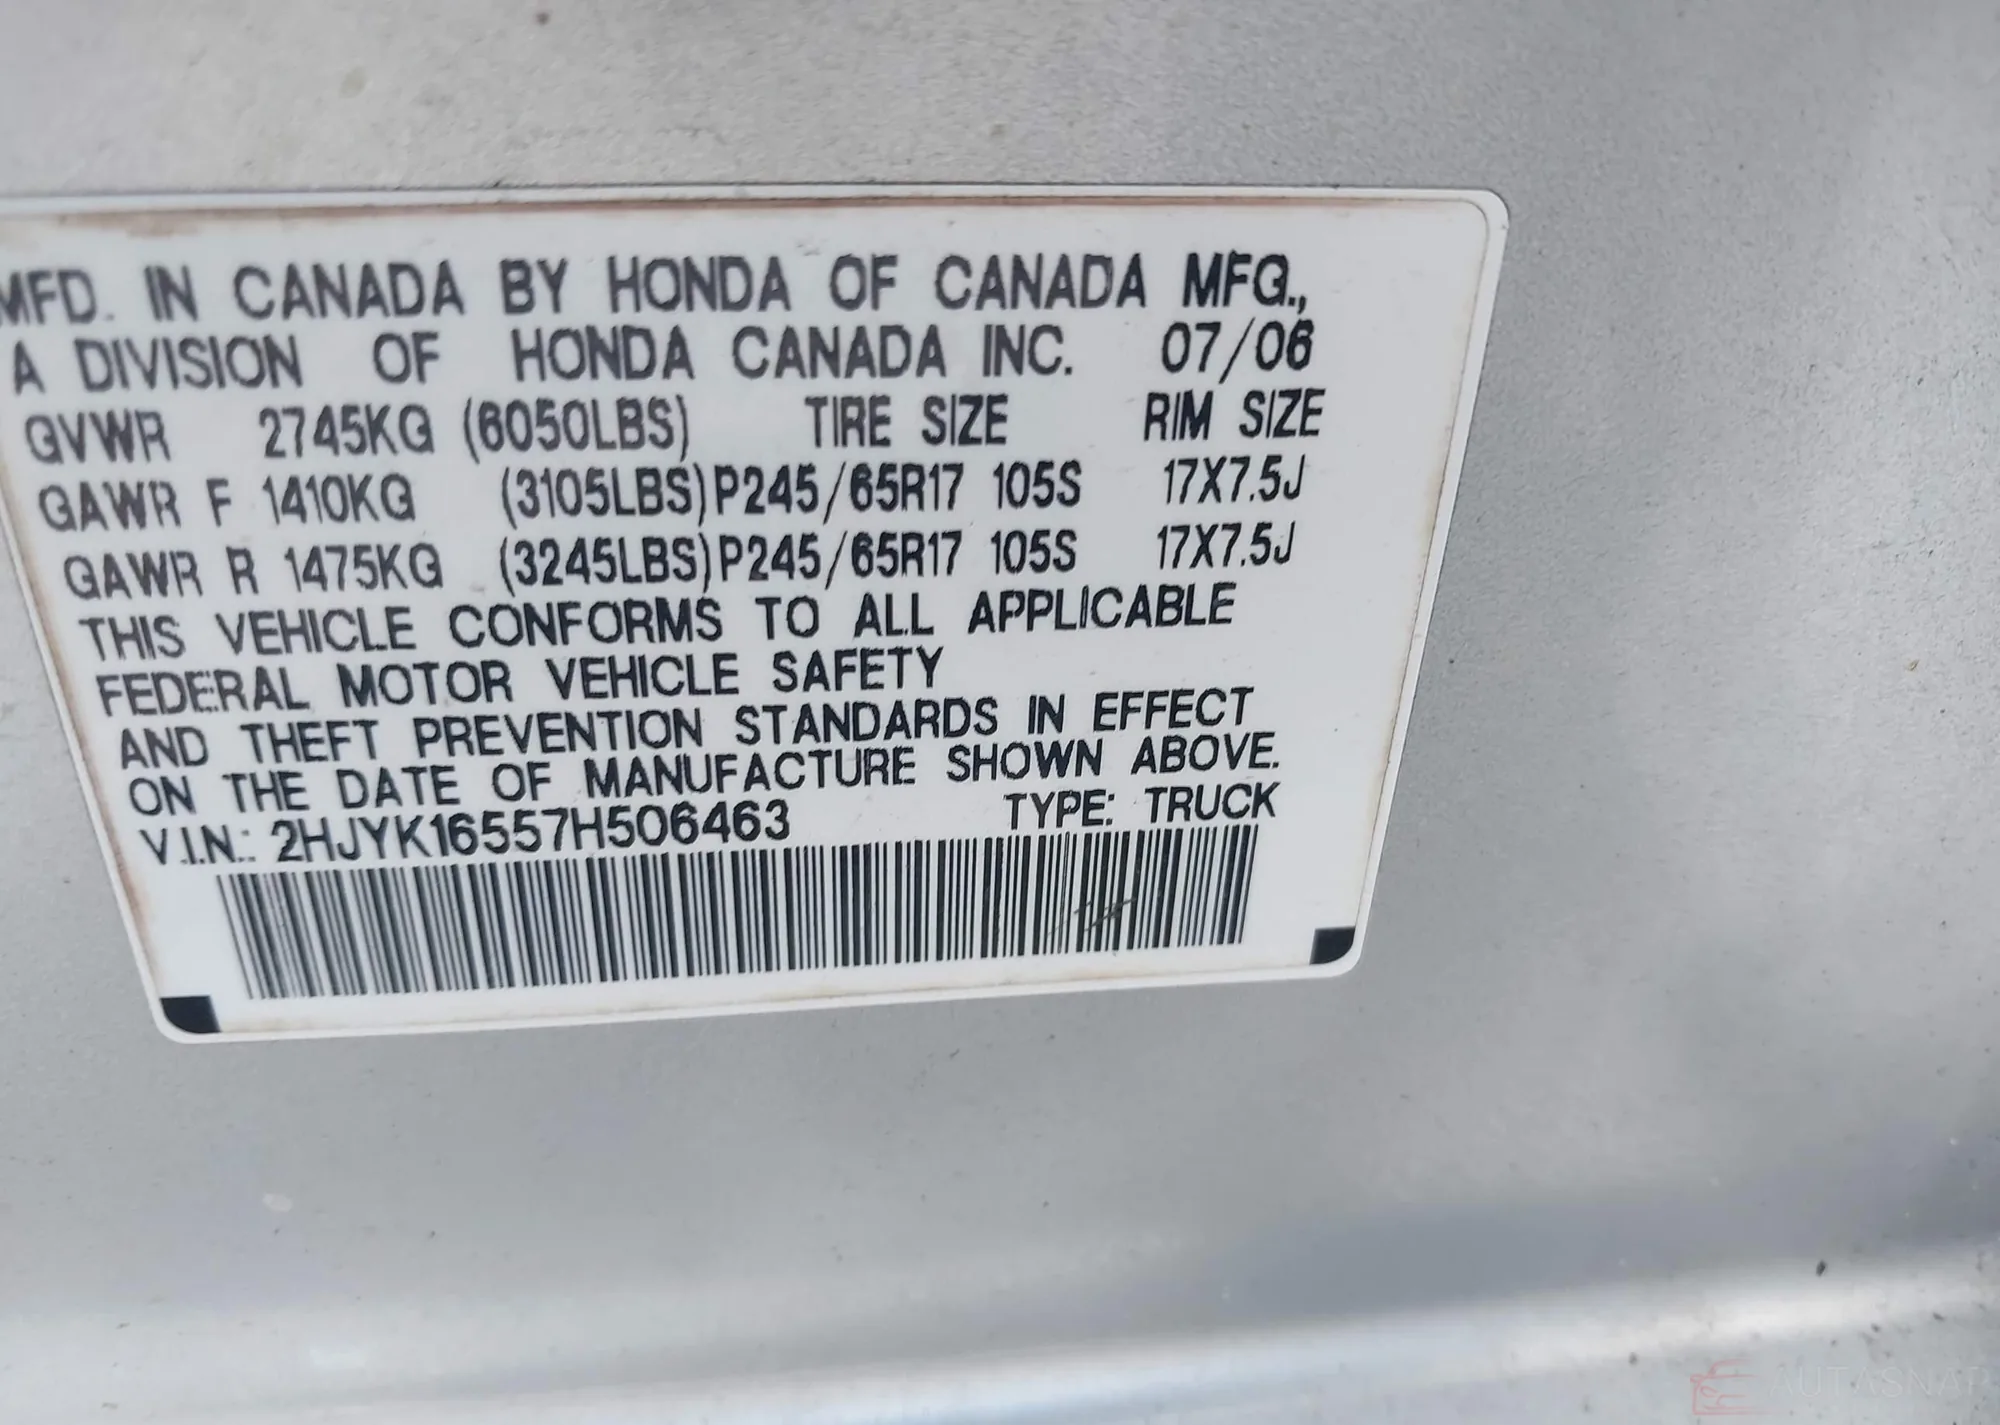 MFD. IN CANADA BY HONDA OF CANADA MFG.,
A DIVISION OF HONDA CANADA INC. 07/06
GVWR 2745KG (6050LBS) TIRE SIZE RIM SIZE
GAWR F 1410KG (3105LBS) P245/65R17 105S 17X7.5J
GAWR R 1475KG (3245LBS) P245/65R17 105S 17X7.5J
THIS VEHICLE CONFORMS TO ALL APPLICABLE
FEDERAL MOTOR VEHICLE SAFETY
AND THEFT PREVENTION STANDARDS IN EFFECT
ON THE DATE OF MANUFACTURE SHOWN ABOVE.
V.I.N.: 2HJYK16557H506463 TYPE: TRUCK
AUTASNAP